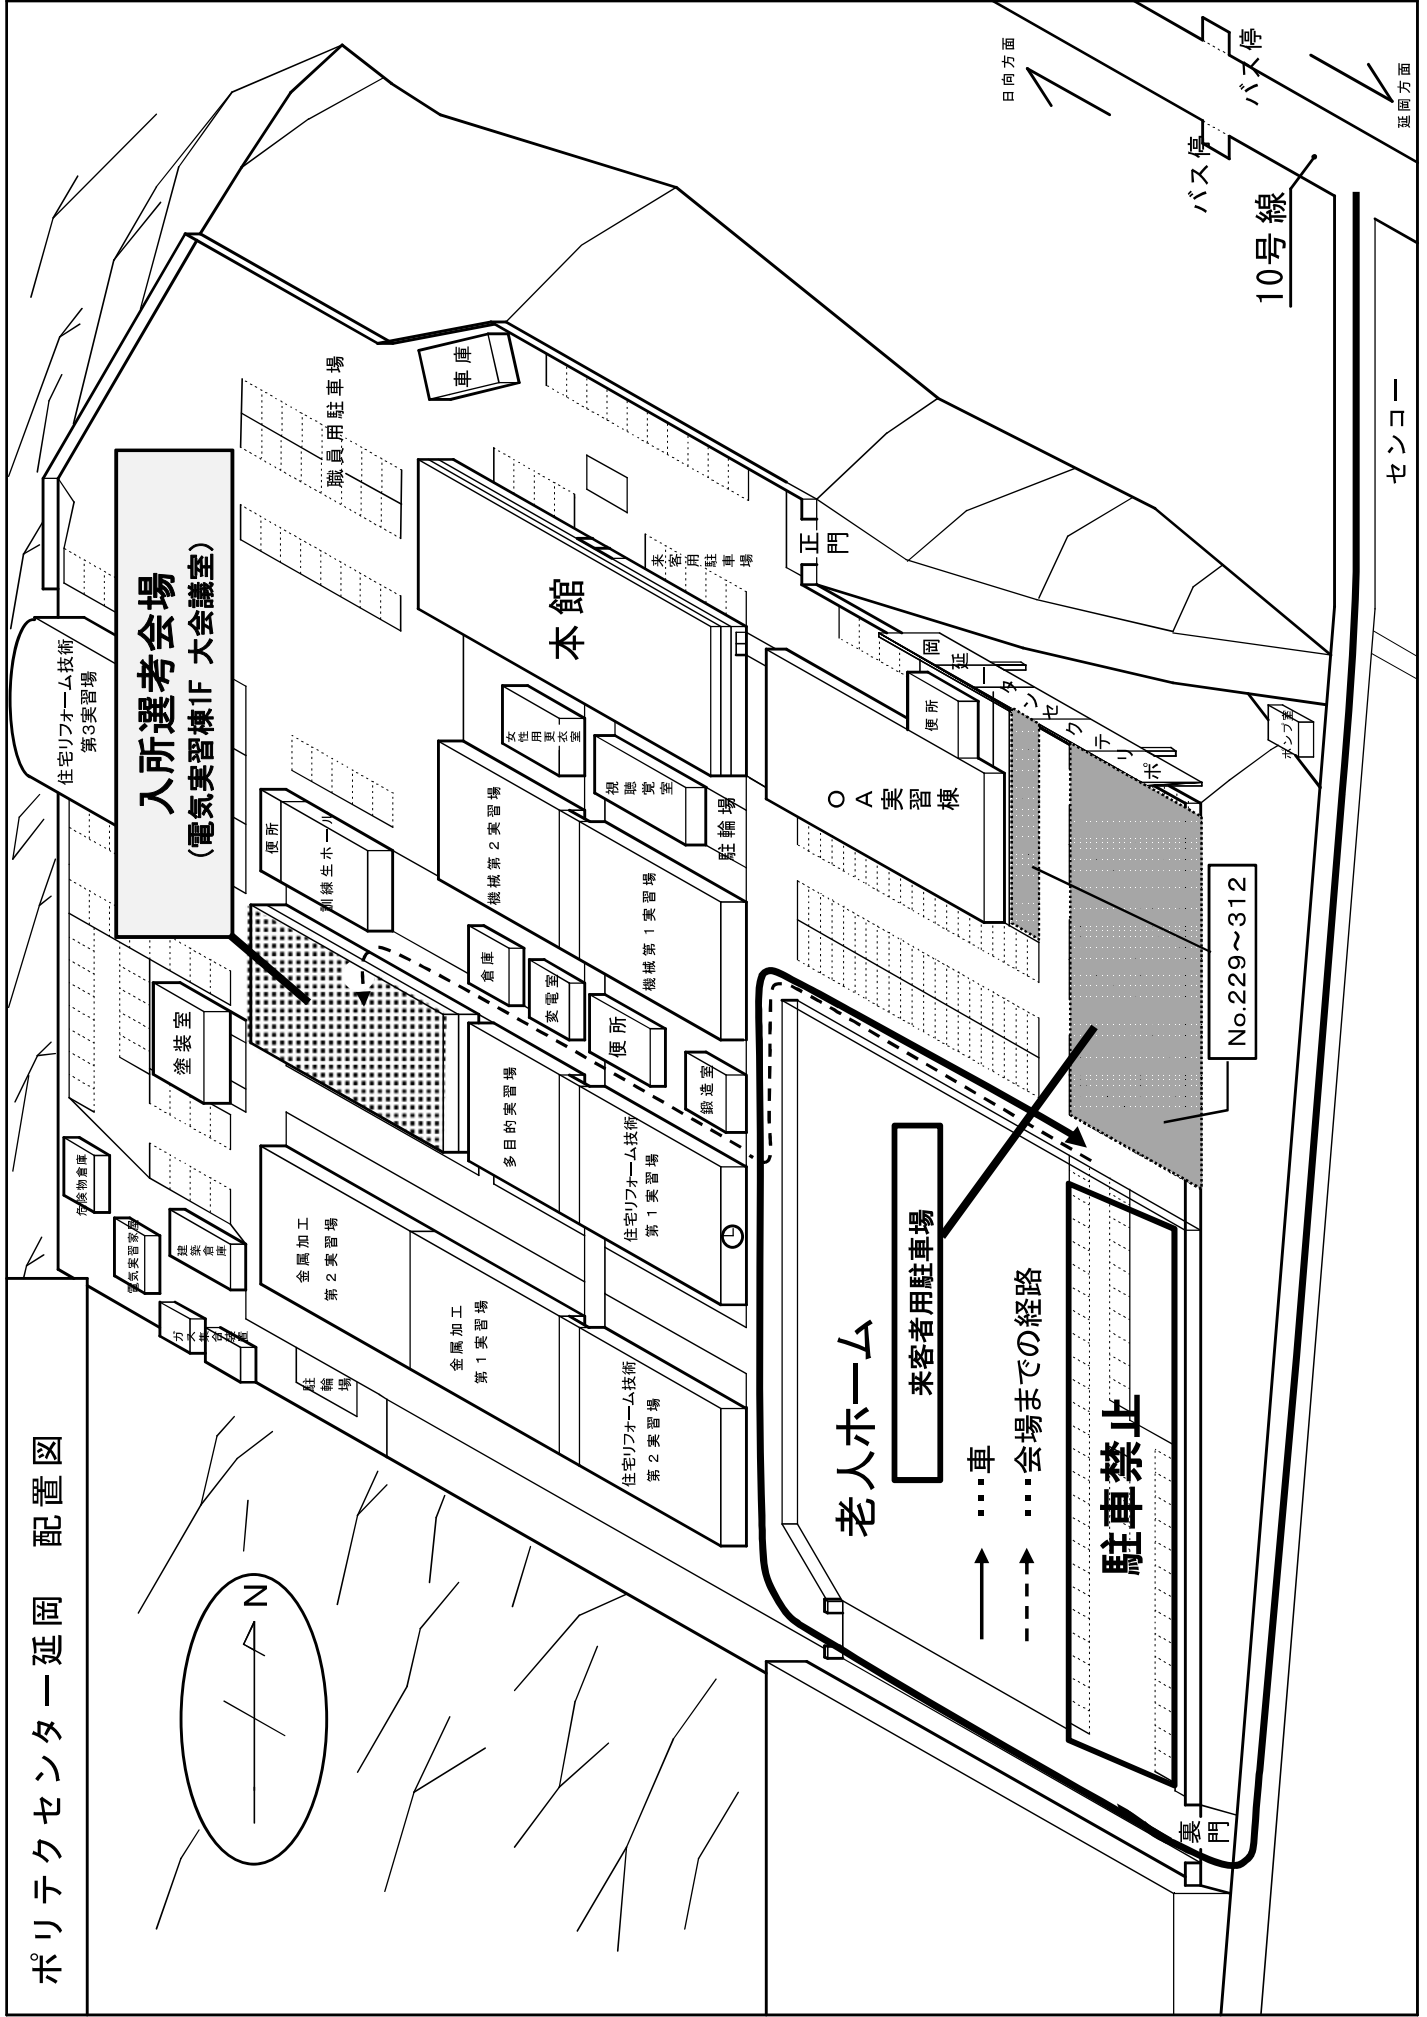 ポリテクセンター延岡 配置図
N
入所選考会場
(電気実習棟1F 大会議室)
住宅リフォーム技術
第3実習場
職員用駐車場
車庫
本館
来客用駐車場
正門
女性用更衣室
視聴覚室
駐輪場
機械第2実習場
機械第1実習場
便所
訓練生ホール
倉庫
変電室
便所
鍛造室
塗装室
多目的実習場
住宅リフォーム技術
第1実習場
危険物倉庫
電気実習家屋
建築倉庫
ガス集合装置
駐輪場
金属加工
第2実習場
金属加工
第1実習場
住宅リフォーム技術
第2実習場
OA実習棟
便所
ポリテクセンター延岡
ポンプ室
No.229~312
老人ホーム
来客者用駐車場
…車
…会場までの経路
駐車禁止
裏門
日向方面
延岡方面
バス停
バス停
10号線
センコー